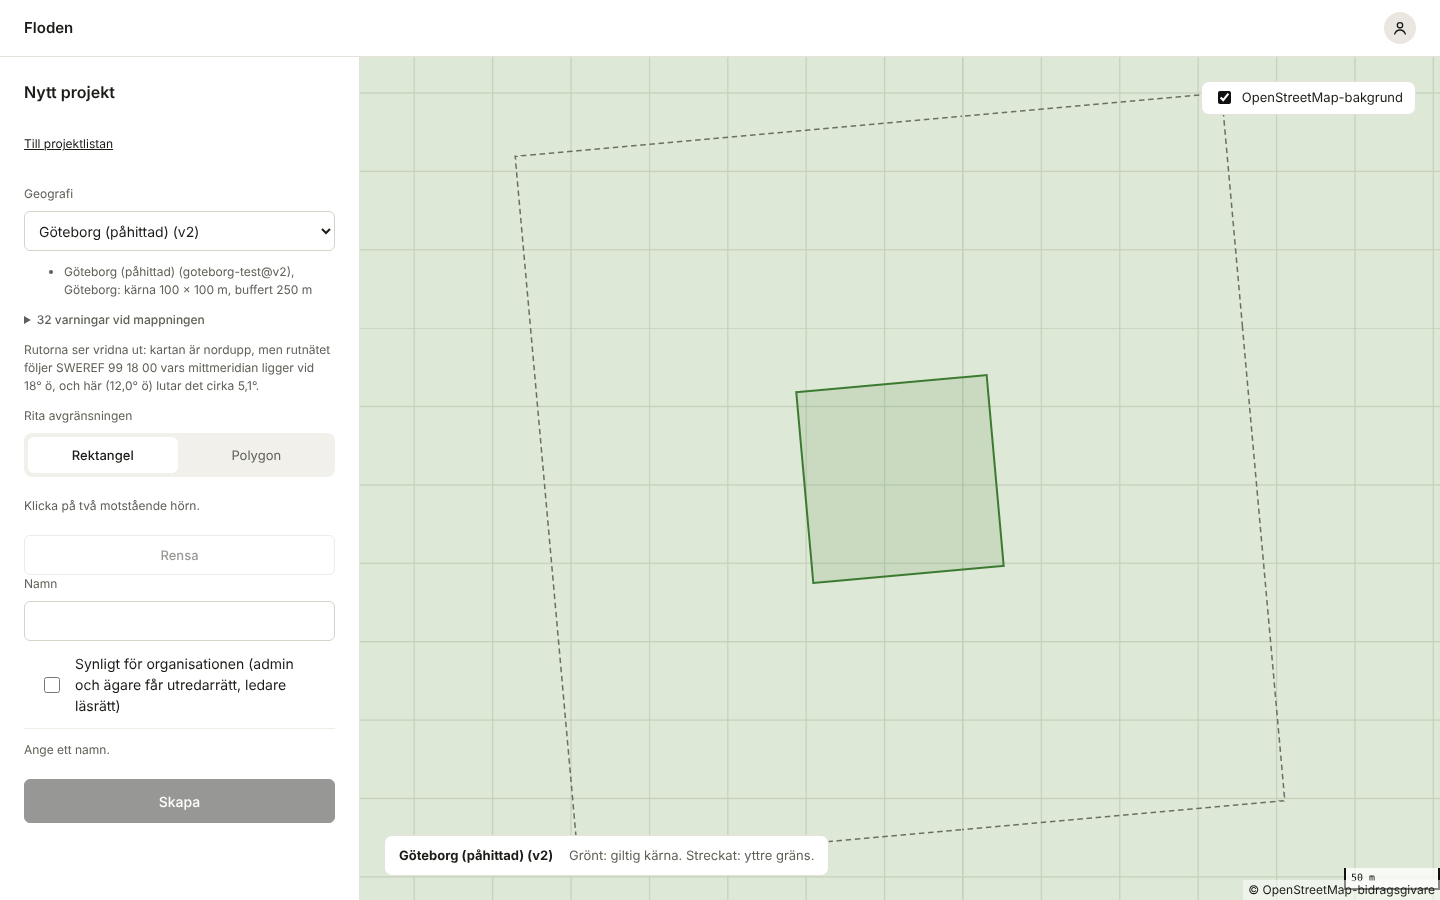 Floden
Nytt projekt
Till projektlistan
Geografi
Göteborg (påhittad) (v2)
Göteborg (påhittad) (goteborg-test@v2),
Göteborg: kärna 100 × 100 m, buffert 250 m
32 varningar vid mappningen
Rutorna ser vridna ut: kartan är nordupp, men rutnätet
följer SWEREF 99 18 00 vars mittmeridian ligger vid
18° ö, och här (12,0° ö) lutar det cirka 5,1°.
Rita avgränsningen
Rektangel
Polygon
Klicka på två motstående hörn.
Rensa
Namn
Synligt för organisationen (admin
och ägare får utredarrätt, ledare
läsrätt)
Ange ett namn.
Skapa
OpenStreetMap-bakgrund
Göteborg (påhittad) (v2) Grönt: giltig kärna. Streckat: yttre gräns.
50 m
© OpenStreetMap-bidragsgivare